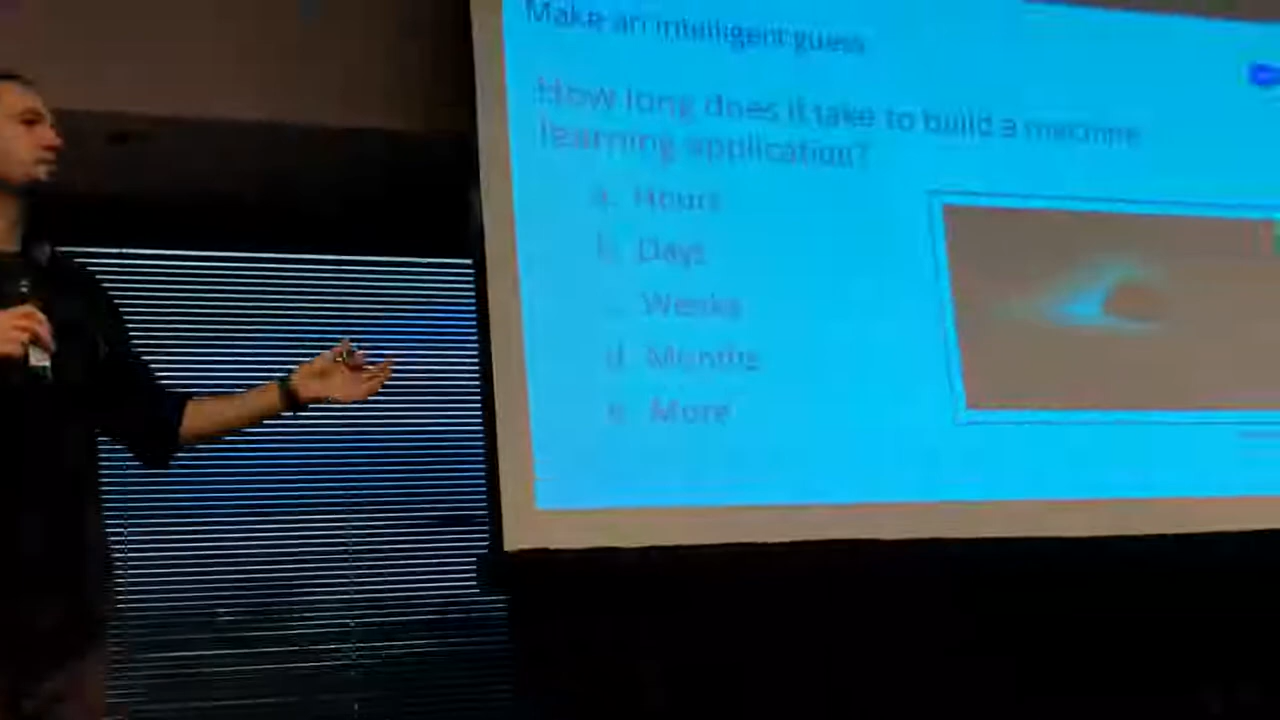 Make an intelligent guess
How long does it take to build a machine
learning application?
a. Hours
b. Days
c. Weeks
d. Months
e. More